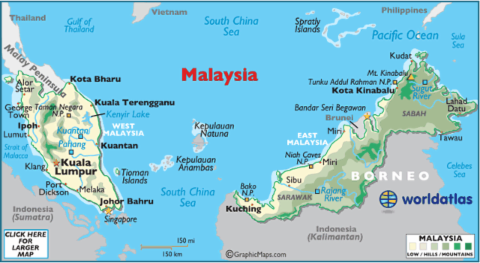 Gulf of
Thailand
Thailand
Vietnam
South China
Sea
Spratly
Islands
Philippines
Sulu
Sea
Pacific Ocean
Malay Peninsula
Alor
Setar
Kota Bharu
Malaysia
Kudat
Mt. Kinabalu
Tunku Abdul Rahman N.P.
Kota Kinabalu
Sugut
River
George
Town
Taman Negara
N.P.
Kuala Terengganu
Kenyir Lake
Bandar Seri Begawan
Brunei
SABAH
Lahad
Datu
Ipoh
Lumut
Kuantan
Pahang
WEST
MALAYSIA
Kuantan
Kepulauan
Natuna
Miri
EAST
MALAYSIA
Tawau
Strait of
Malacca
Klang
Kuala
Lumpur
Kepulauan
Anambas
Niah Caves
N.P.
Miri
Celebes
Sea
Port
Dickson
Melaka
Tioman
Islands
Sibu
BORNEO
Johor Bahru
South China
Sea
Bako
N.P.
SARAWAK
Rajang
River
worldatlas
Indonesia
(Sumatra)
Singapore
Kuching
Indonesia
(Kalimantan)
CLICK HERE
FOR
LARGER
MAP
150 mi
150 km
©GraphicMaps.com
MALAYSIA
LOW / HILLS / MOUNTAINS